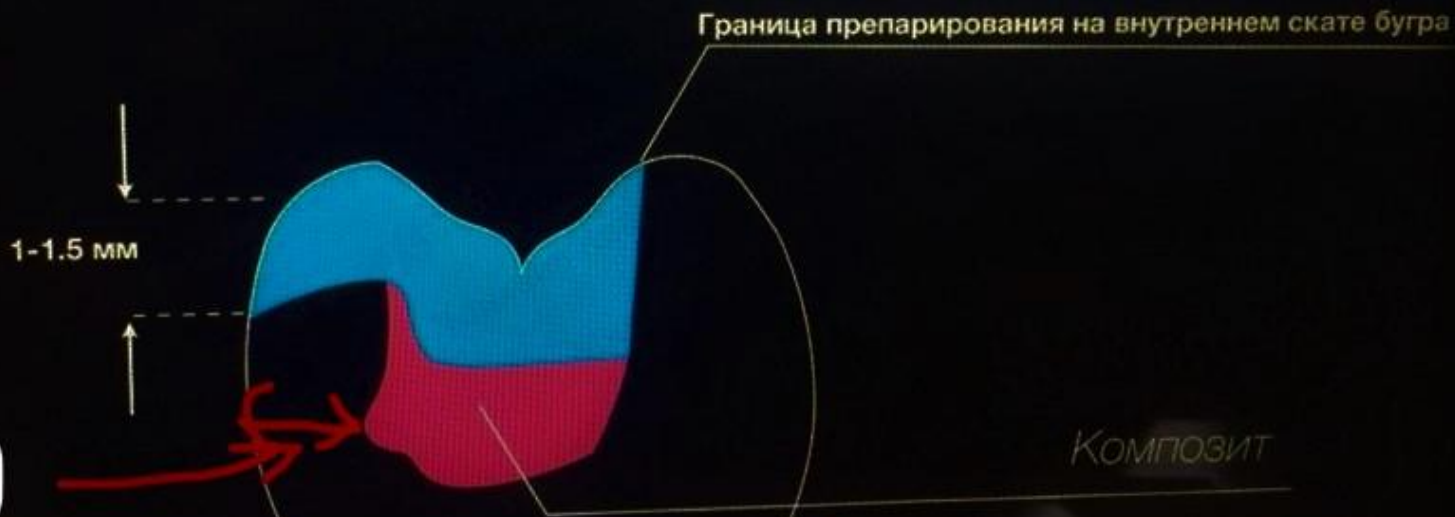 Граница препарирования на внутреннем скате бугра
1-1.5 мм
Композит